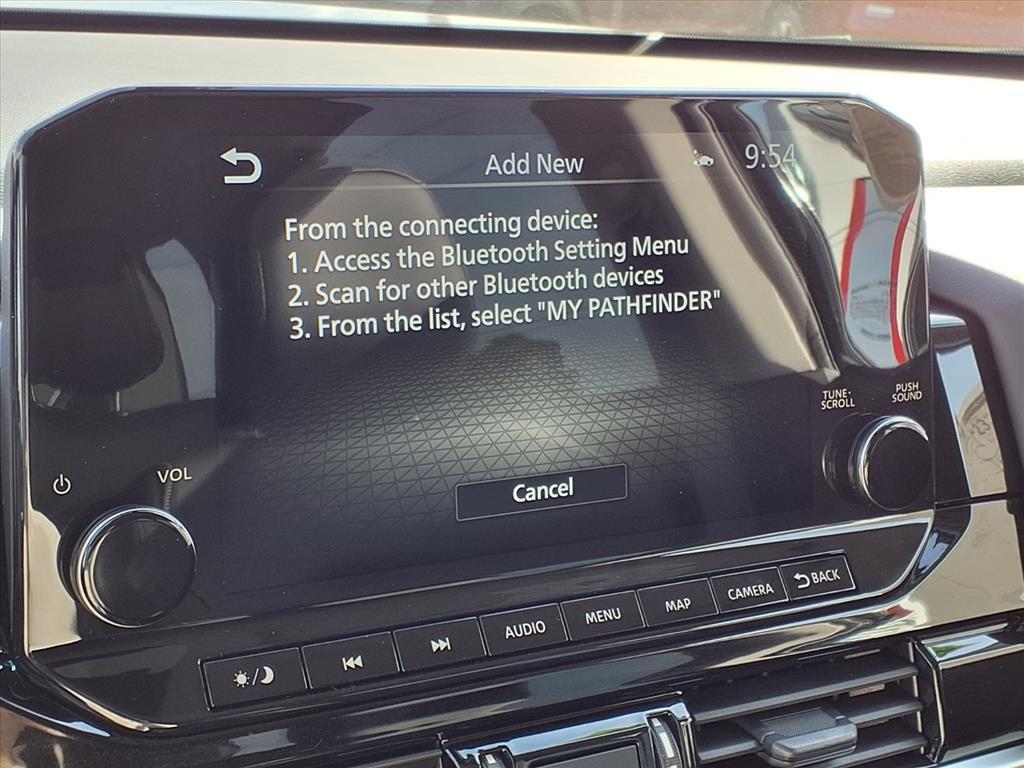 Add New
9:54
From the connecting device:
1. Access the Bluetooth Setting Menu
2. Scan for other Bluetooth devices
3. From the list, select "MY PATHFINDER"
Cancel
TUNE-
SCROLL
PUSH
SOUND
VOL
AUDIO
MENU
MAP
CAMERA
BACK